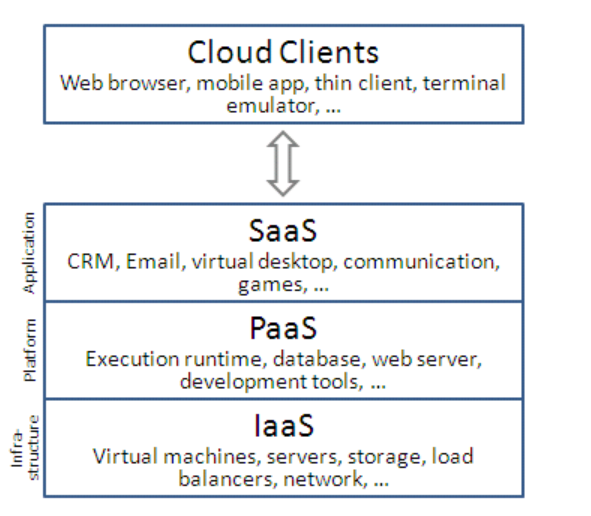 Cloud Clients
Web browser, mobile app, thin client, terminal
emulator, ...
Application
SaaS
CRM, Email, virtual desktop, communication,
games, ...
Platform
PaaS
Execution runtime, database, web server,
development tools, ...
Infra-
structure
IaaS
Virtual machines, servers, storage, load
balancers, network, ...